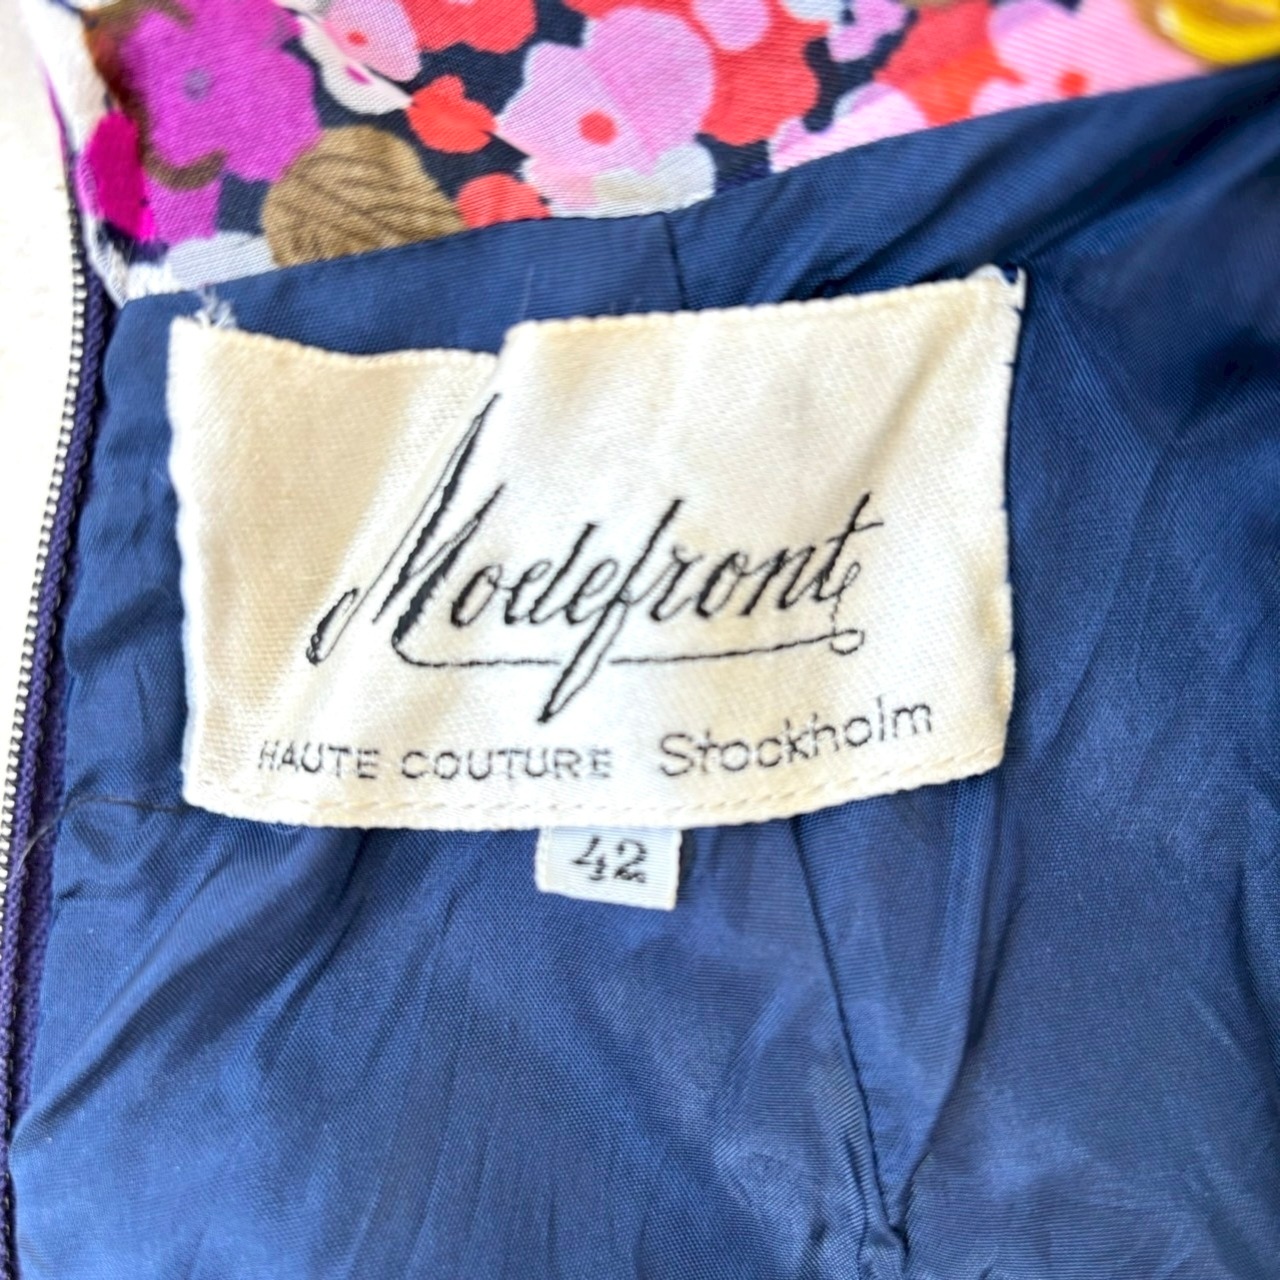 Modefront
HAUTE COUTURE Stockholm
42